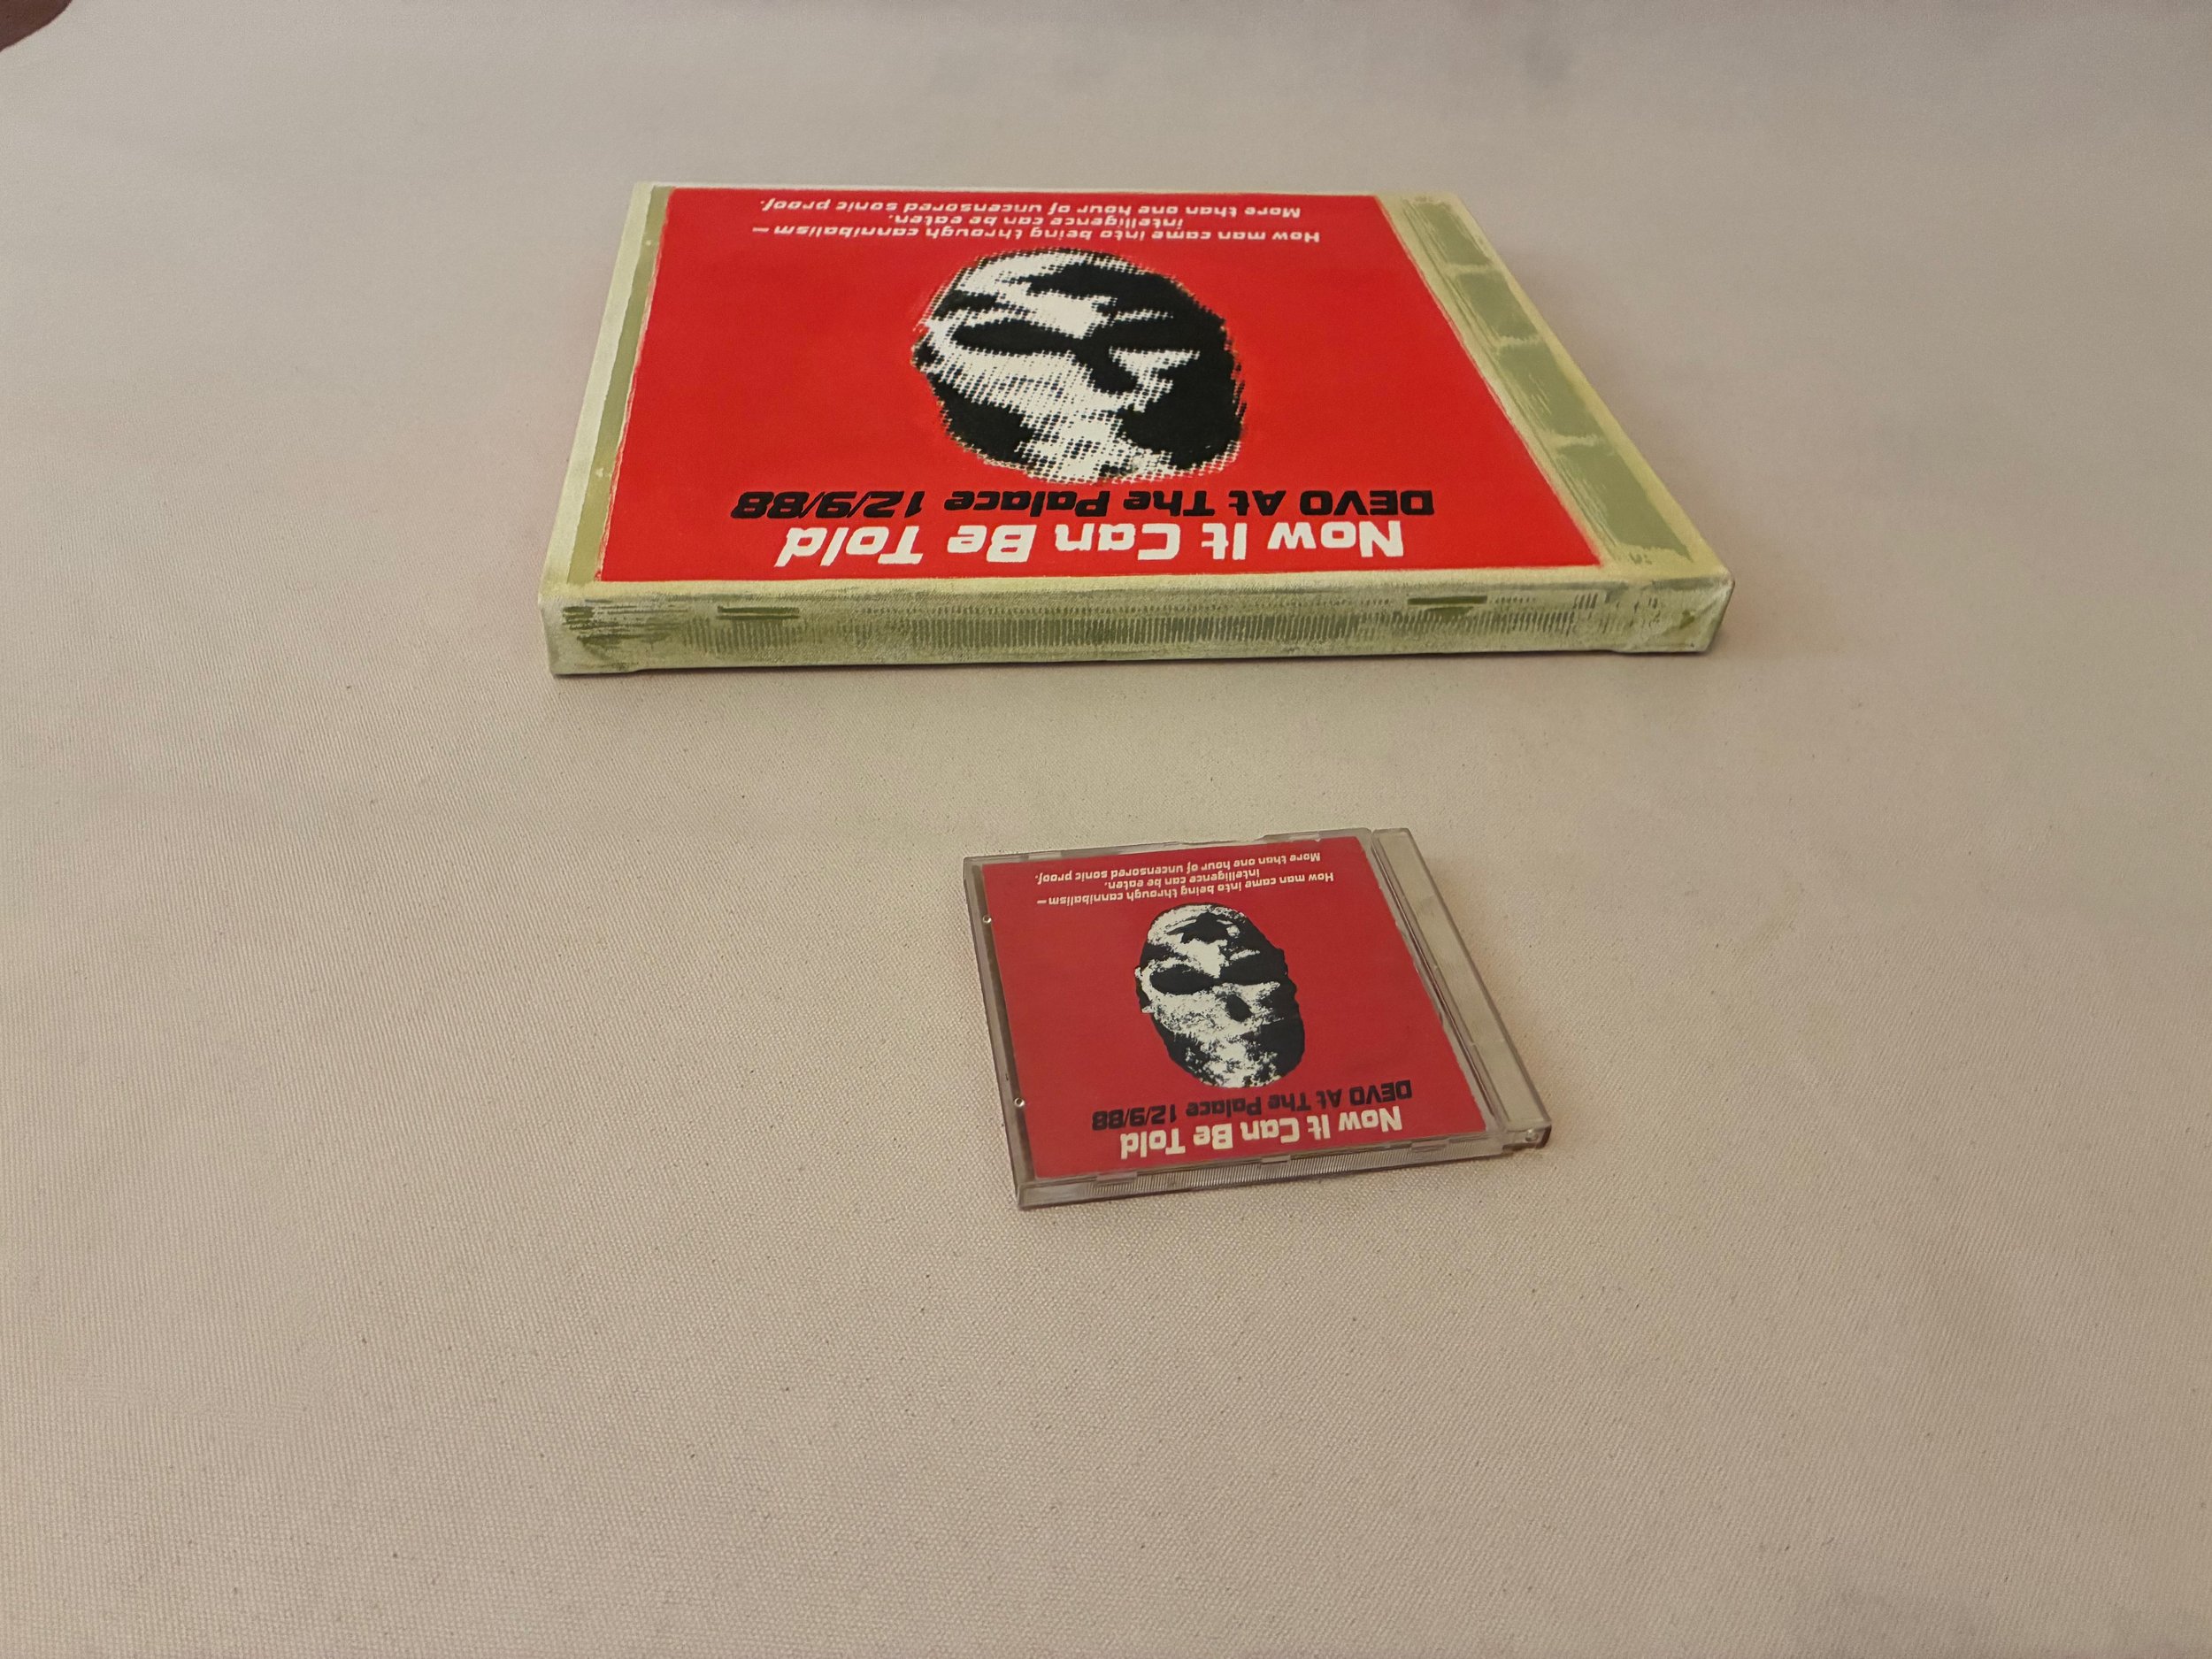 Now It Can Be Told
DEVO At The Palace 12/9/88
How man came into being through cannibalism —
intelligence can be eaten.
More than one hour of uncensored sonic proof.
Now It Can Be Told
DEVO At The Palace 12/9/88
How man came into being through cannibalism —
intelligence can be eaten.
More than one hour of uncensored sonic proof.